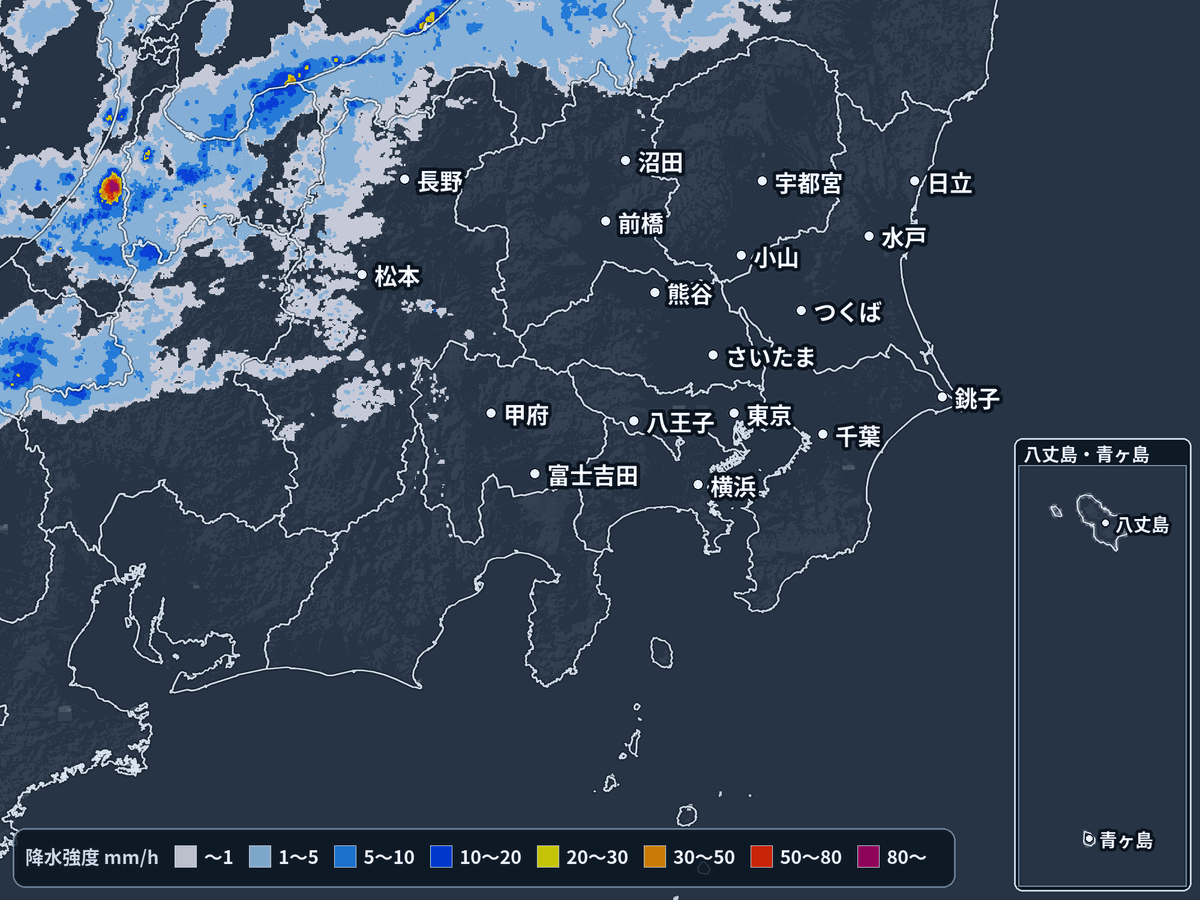 沼田
長野
宇都宮
日立
前橋
水戸
小山
松本
熊谷
つくば
さいたま
銚子
甲府
八王子
東京
千葉
富士吉田
横浜
八丈島・青ヶ島
八丈島
青ヶ島
降水強度 mm/h ～1 1～5 5～10 10～20 20～30 30～50 50～80 80～